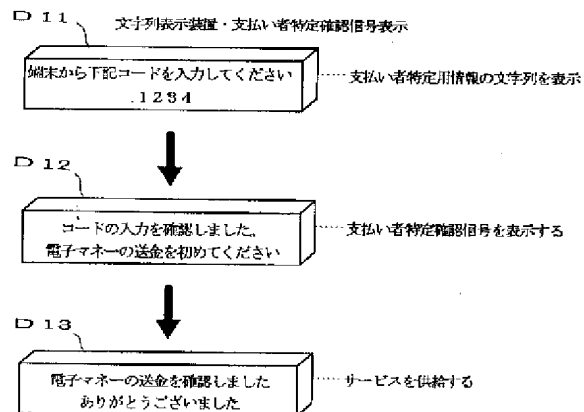 D11
文字列表示装置・支払い者特定確認信号表示
端末から下記コードを入力してください
.1234
支払い者特定用情報の文字列を表示
D12
コードの入力を確認しました。
電子マネーの送金を初めてください
支払い者特定確認信号を表示する
D13
電子マネーの送金を確認しました
ありがとうございました
サービスを供給する